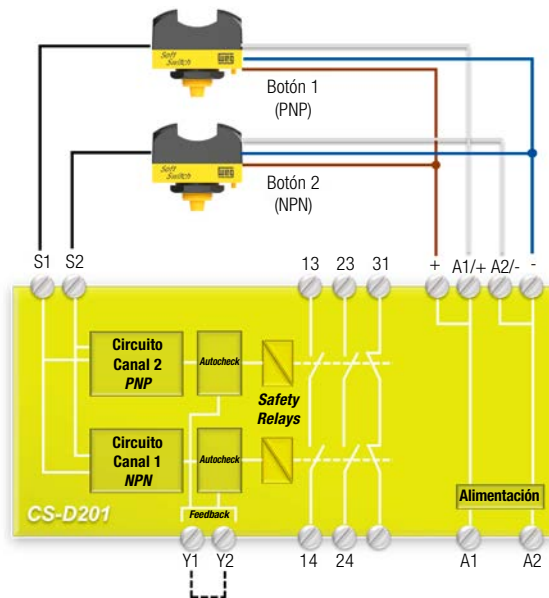 Soft
Switch
weg
Botón 1
(PNP)
Soft
Switch
weg
Botón 2
(NPN)
S1 S2 13 23 31 + A1/+ A2/- -
Circuito
Canal 2
PNP
Autocheck
Safety
Relays
Circuito
Canal 1
NPN
Autocheck
Alimentación
CS-D201
Feedback
Y1 Y2 14 24 A1 A2